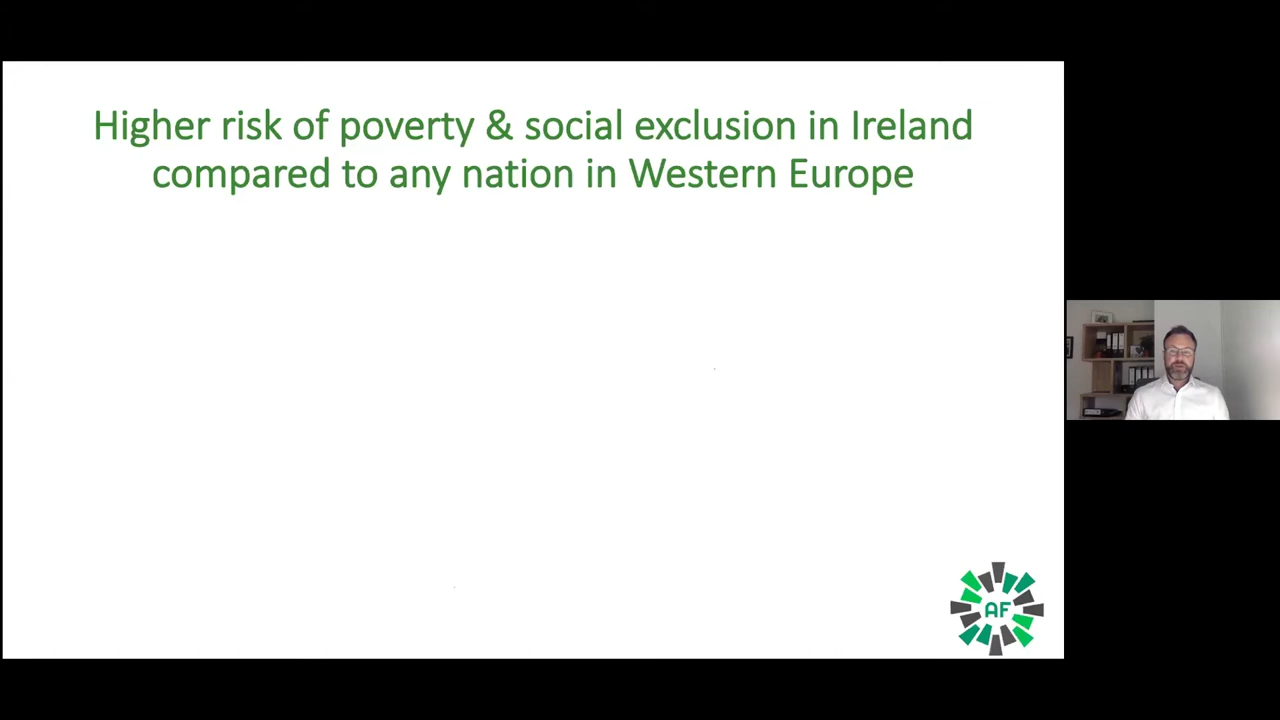 Higher risk of poverty & social exclusion in Ireland
compared to any nation in Western Europe
AF